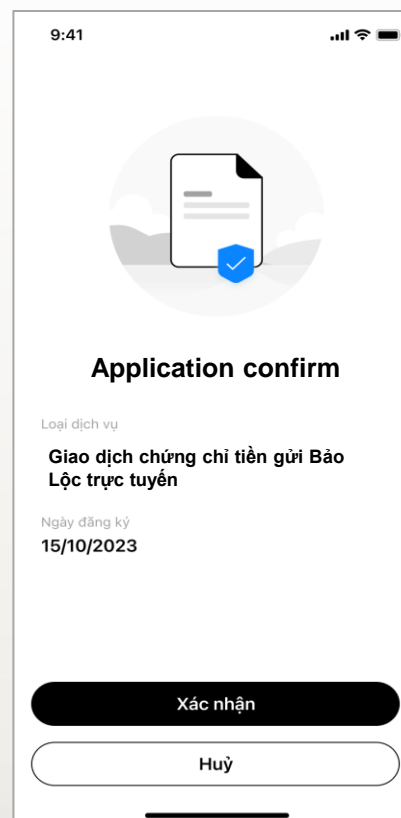 9:41
Application confirm
Loại dịch vụ
Giao dịch chứng chỉ tiền gửi Bảo
Lộc trực tuyến
Ngày đăng ký
15/10/2023
Xác nhận
Huỷ